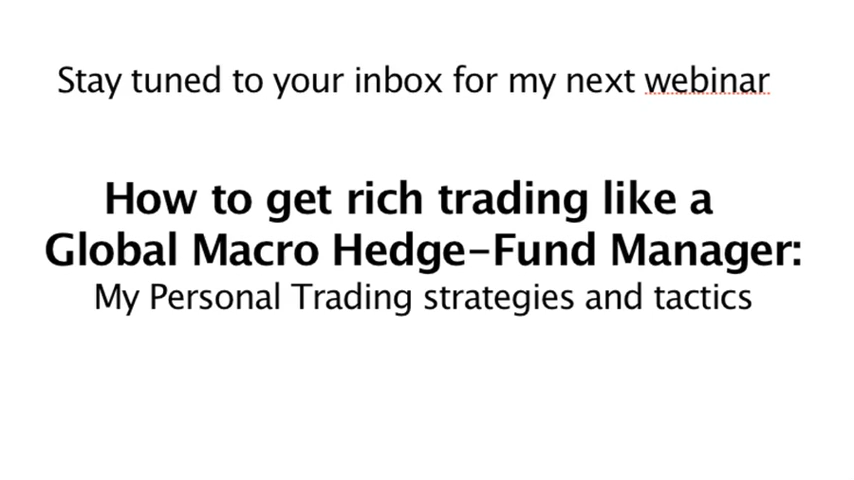 Stay tuned to your inbox for my next webinar
How to get rich trading like a
Global Macro Hedge-Fund Manager:
My Personal Trading strategies and tactics